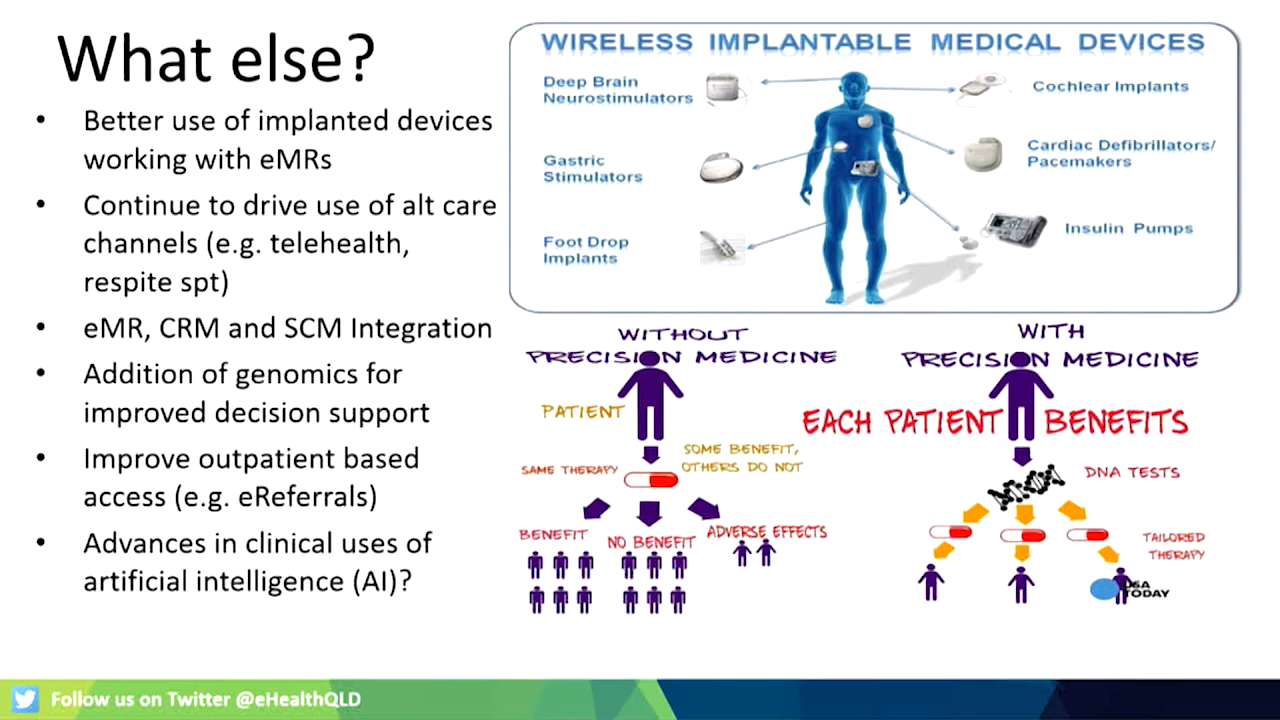 What else?
• Better use of implanted devices
working with eMRs
• Continue to drive use of alt care
channels (e.g. telehealth,
respite spt)
• eMR, CRM and SCM Integration
• Addition of genomics for
improved decision support
• Improve outpatient based
access (e.g. eReferrals)
• Advances in clinical uses of
artificial intelligence (AI)?
WIRELESS IMPLANTABLE MEDICAL DEVICES
Deep Brain
Neurostimulators
Cochlear Implants
Gastric
Stimulators
Cardiac Defibrillators/
Pacemakers
Foot Drop
Implants
Insulin Pumps
WITHOUT
PRECISION MEDICINE
PATIENT
SOME BENEFIT,
OTHERS DO NOT
SAME THERAPY
BENEFIT
NO BENEFIT
ADVERSE EFFECTS
WITH
PRECISION MEDICINE
EACH PATIENT BENEFITS
DNA TESTS
TAILORED
THERAPY
USA
TODAY
Follow us on Twitter @eHealthQLD